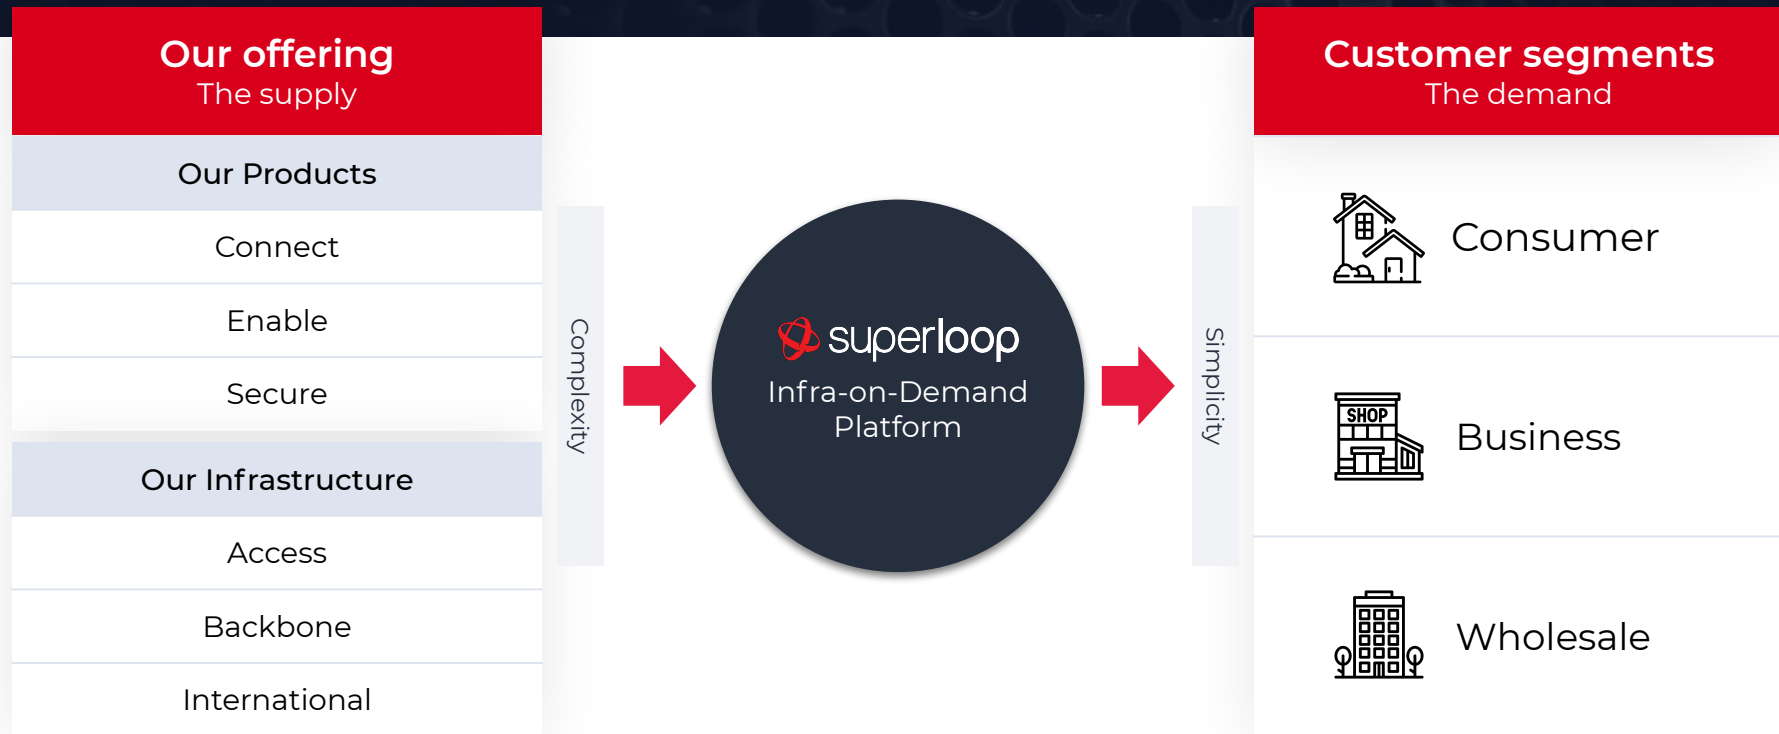 Our offering
The supply
Our Products
Connect
Enable
Secure
Our Infrastructure
Access
Backbone
International
Complexity
superloop
Infra-on-Demand
Platform
Simplicity
Customer segments
The demand
Consumer
SHOP
Business
Wholesale